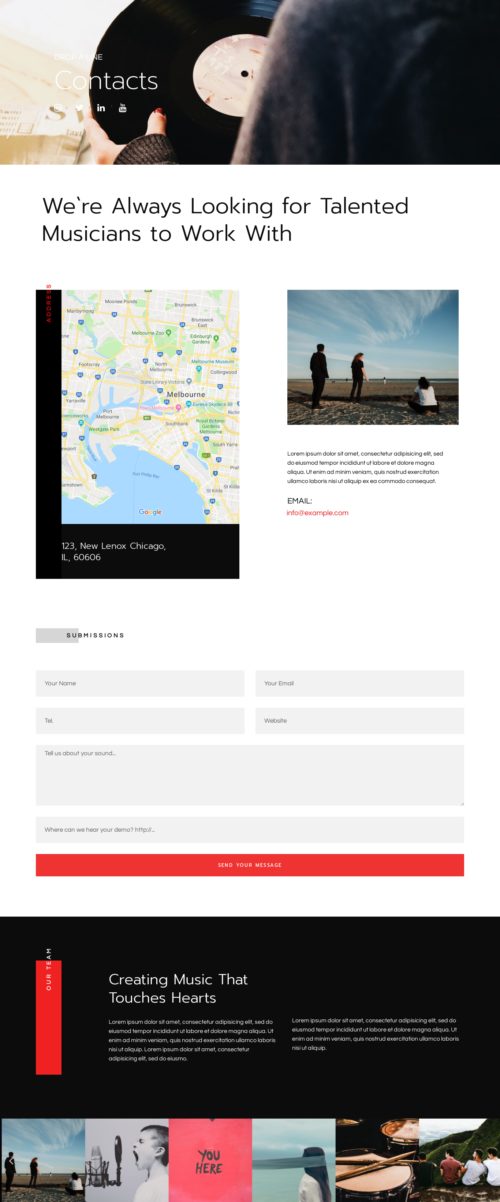 DROP A LINE
Contacts
We're Always Looking for Talented
Musicians to Work With
ADDRESS
Moonee Ponds
Maribyrnong
Brunswick
Brunswick
East
Melbourne Zoo
Edinburgh
Gardens
Footscray
North
Melbourne
Melbourne Museum
Collingwood
State Library Victoria
Melbourne
Port
Melbourne
Eureka Skydeck 88
Westgate Park
Southbank
Royal Botanic
Gardens
Melbourne
South Yarra
Port Phillip Bay
St Kilda
Google
123, New Lenox Chicago,
IL, 60606
Lorem ipsum dolor sit amet, consectetur adipisicing elit, sed
do eiusmod tempor incididunt ut labore et dolore magna
aliqua. Ut enim ad minim veniam, quis nostrud exercitation
ullamco laboris nisi ut aliquip ex ea commodo consequat.
EMAIL:
info@example.com
SUBMISSIONS
Your Name
Your Email
Tel.
Website
Tell us about your sound...
Where can we hear your demo? http://...
SEND YOUR MESSAGE
OUR TEAM
Creating Music That
Touches Hearts
Lorem ipsum dolor sit amet, consectetur adipisicing elit, sed do
eiusmod tempor incididunt ut labore et dolore magna aliqua. Ut
enim ad minim veniam, quis nostrud exercitation ullamco laboris
nisi ut aliquip. Lorem ipsum dolor sit amet, consectetur
adipisicing elit, sed do eiusmo.
Lorem ipsum dolor sit amet, consectetur adipisicing elit, sed do
eiusmod tempor incididunt ut labore et dolore magna aliqua. Ut
enim ad minim veniam, quis nostrud exercitation ullamco laboris
nisi ut aliquip.
YOU
HERE